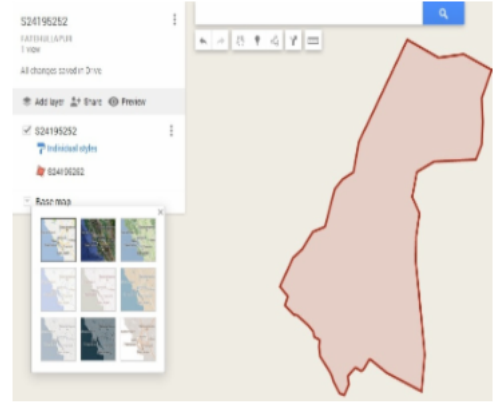 S24195252
1 view
All changes saved in Drive
Add layer Share Preview
S24195252
Individual styles
S24195252
Base map